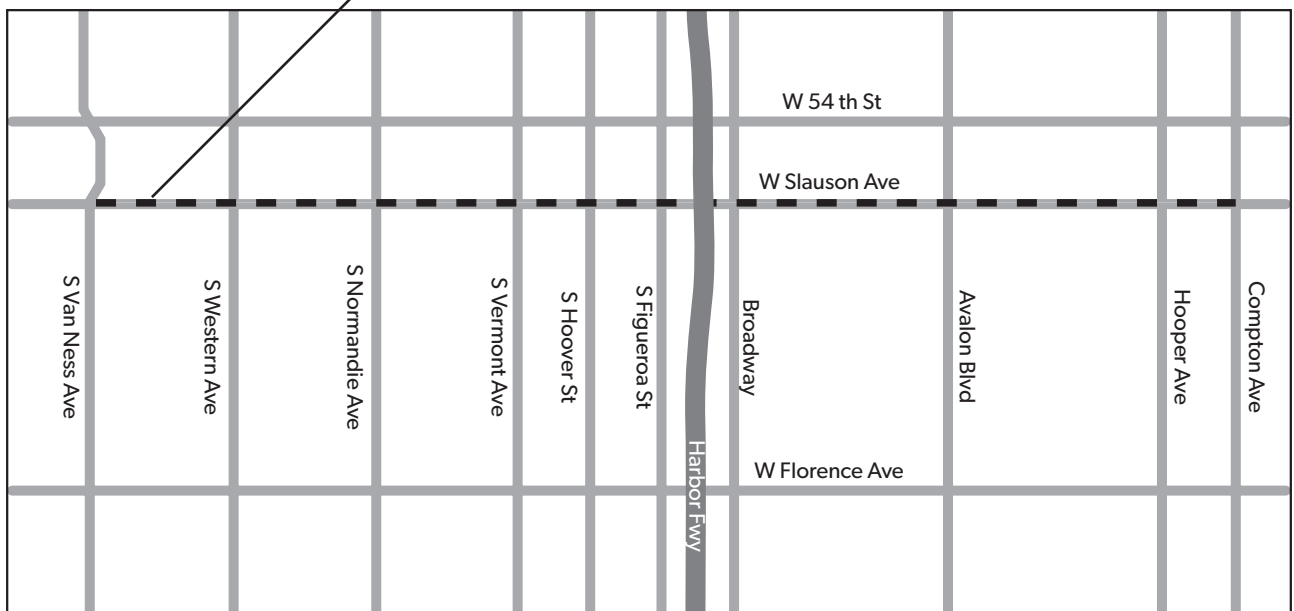 W 54 th St
W Slauson Ave
S Van Ness Ave
S Western Ave
S Normandie Ave
S Vermont Ave
S Hoover St
S Figueroa St
Harbor Fwy
Broadway
Avalon Blvd
Hooper Ave
Compton Ave
W Florence Ave